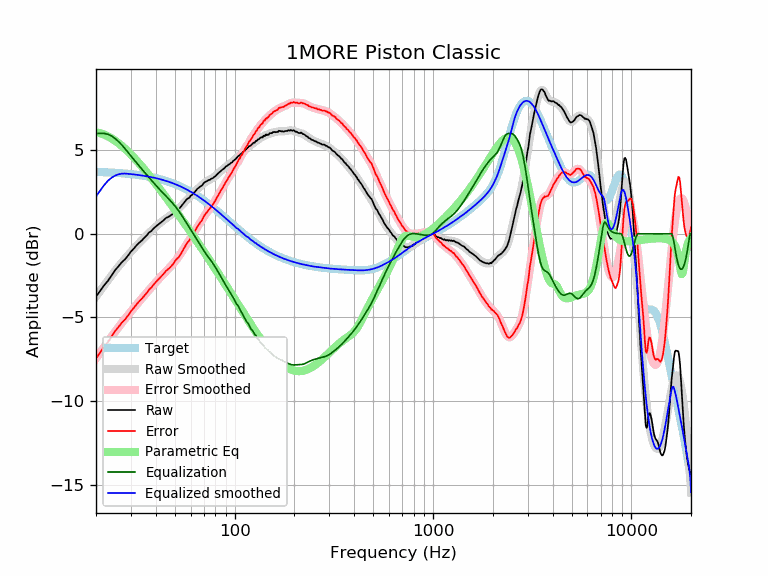 1MORE Piston Classic
Amplitude (dBr)
5
0
−5
−10
−15
Target
Raw Smoothed
Error Smoothed
Raw
Error
Parametric Eq
Equalization
Equalized smoothed
100
1000
10000
Frequency (Hz)